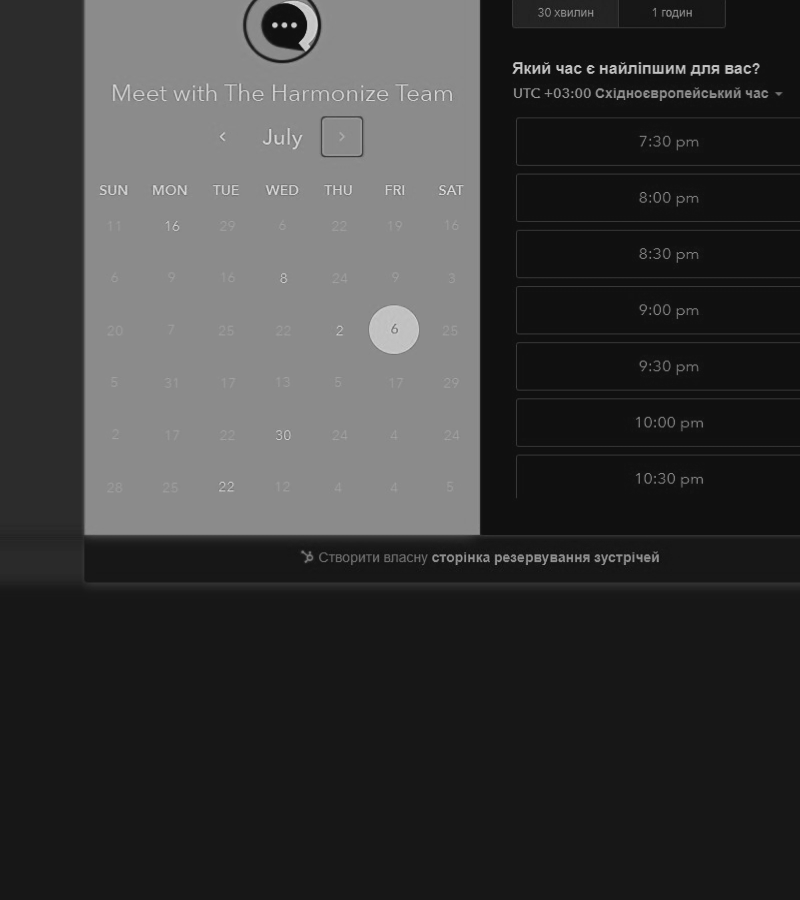 30 хвилин 1 годин
Meet with The Harmonize Team
July
SUN MON TUE WED THU FRI SAT
11 16 29 6 22 19 16
6 9 16 8 24 9 3
20 7 25 22 2 6 25
5 31 17 13 5 17 29
2 17 22 30 24 4 24
28 25 22 12 4 4 5
Який час є найліпшим для вас?
UTC +03:00 Східноєвропейський час
7:30 pm
8:00 pm
8:30 pm
9:00 pm
9:30 pm
10:00 pm
10:30 pm
Створити власну сторінка резервування зустрічей